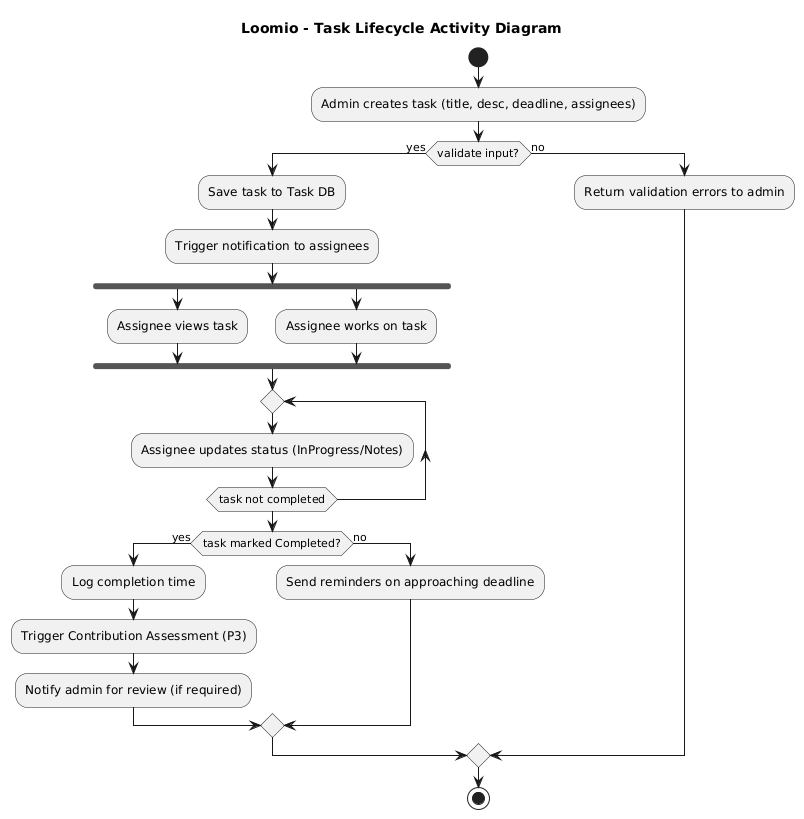 Loomio - Task Lifecycle Activity Diagram
Admin creates task (title, desc, deadline, assignees)
yes
validate input?
no
Save task to Task DB
Return validation errors to admin
Trigger notification to assignees
Assignee views task
Assignee works on task
Assignee updates status (InProgress/Notes)
task not completed
yes
task marked Completed?
no
Log completion time
Send reminders on approaching deadline
Trigger Contribution Assessment (P3)
Notify admin for review (if required)